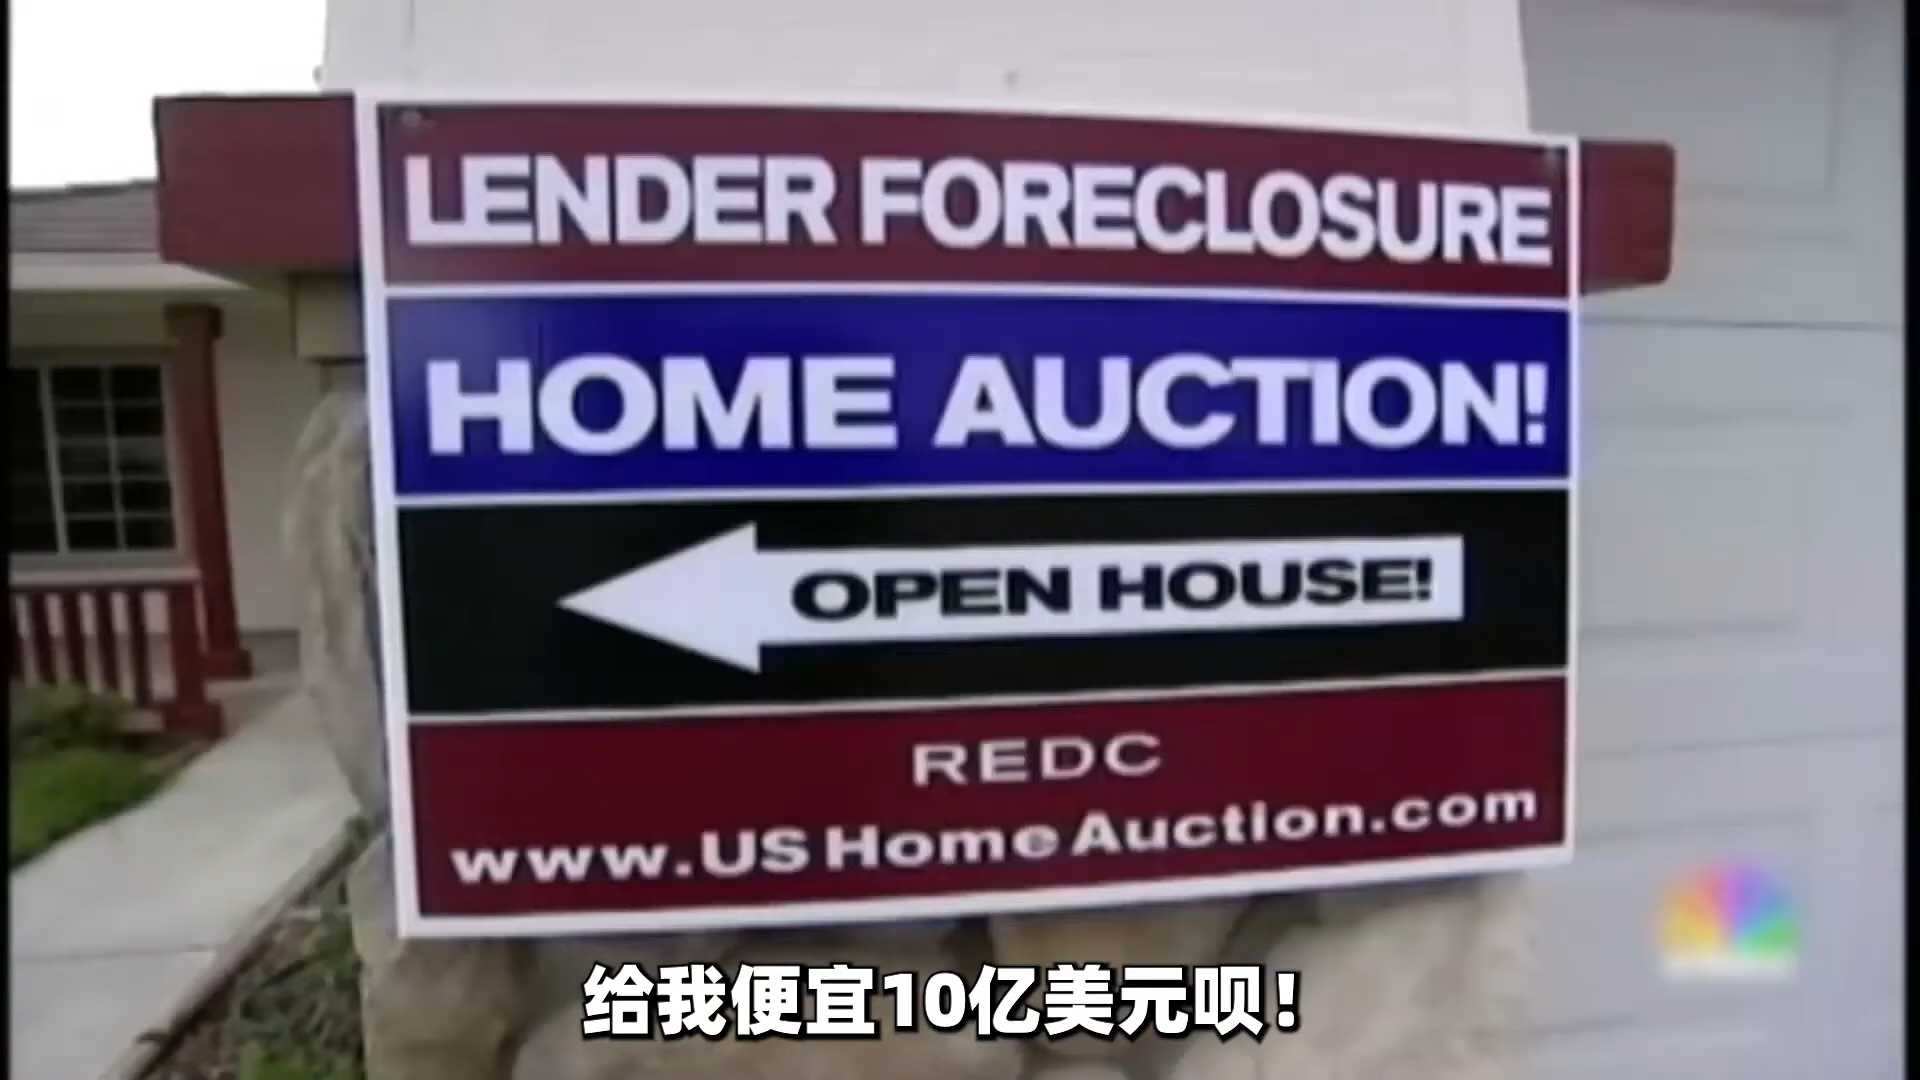 LENDER FORECLOSURE
HOME AUCTION!
OPEN HOUSE!
REDC
www.USHomeAuction.com
给我便宜10亿美元呗！